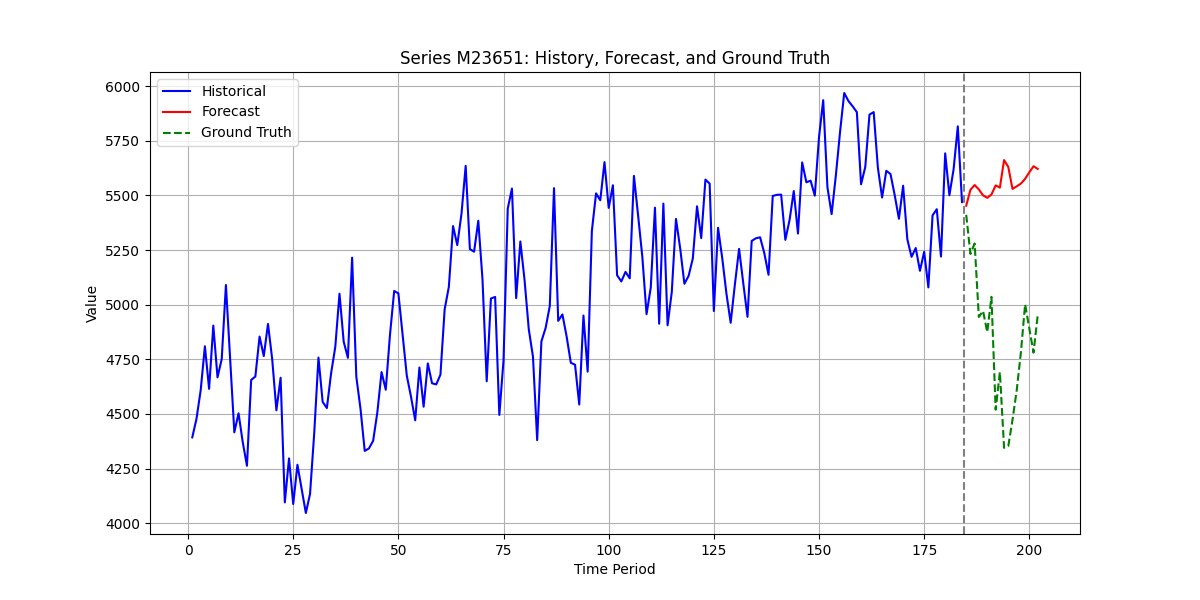 Series M23651: History, Forecast, and Ground Truth
Historical
Forecast
Ground Truth
6000
5750
5500
5250
5000
4750
4500
4250
4000
Value
0 25 50 75 100 125 150 175 200
Time Period